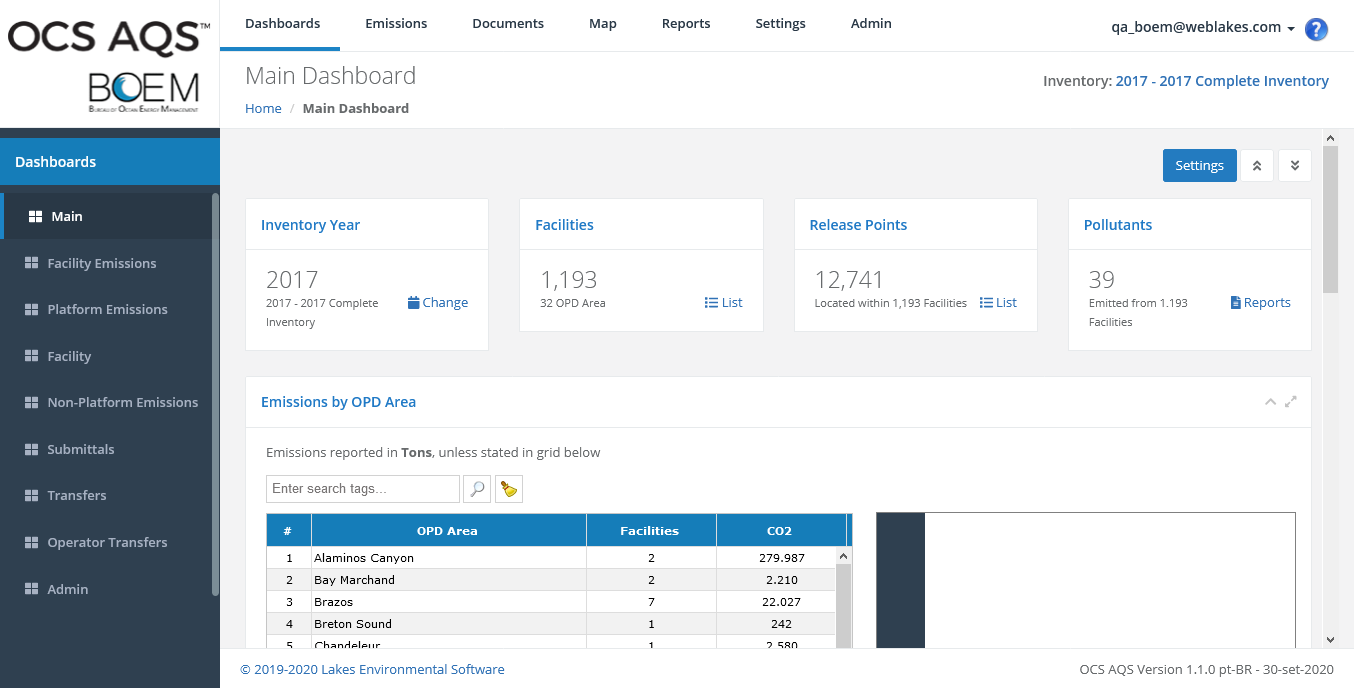 OCS AQS™
BOEM
BUREAU OF OCEAN ENERGY MANAGEMENT
Dashboards
Emissions
Documents
Map
Reports
Settings
Admin
qa_boem@weblakes.com
?
Main Dashboard
Home / Main Dashboard
Inventory: 2017 - 2017 Complete Inventory
Dashboards
Main
Facility Emissions
Platform Emissions
Facility
Non-Platform Emissions
Submittals
Transfers
Operator Transfers
Admin
Settings
Inventory Year
2017
2017 - 2017 Complete
Inventory
Change
Facilities
1,193
32 OPD Area
List
Release Points
12,741
Located within 1,193 Facilities
List
Pollutants
39
Emitted from 1.193
Facilities
Reports
Emissions by OPD Area
Emissions reported in Tons, unless stated in grid below
Enter search tags...
# OPD Area Facilities CO2
1 Alaminos Canyon 2 279.987
2 Bay Marchand 2 2.210
3 Brazos 7 22.027
4 Breton Sound 1 242
5 Chandeleur 1 2.580
© 2019-2020 Lakes Environmental Software
OCS AQS Version 1.1.0 pt-BR - 30-set-2020